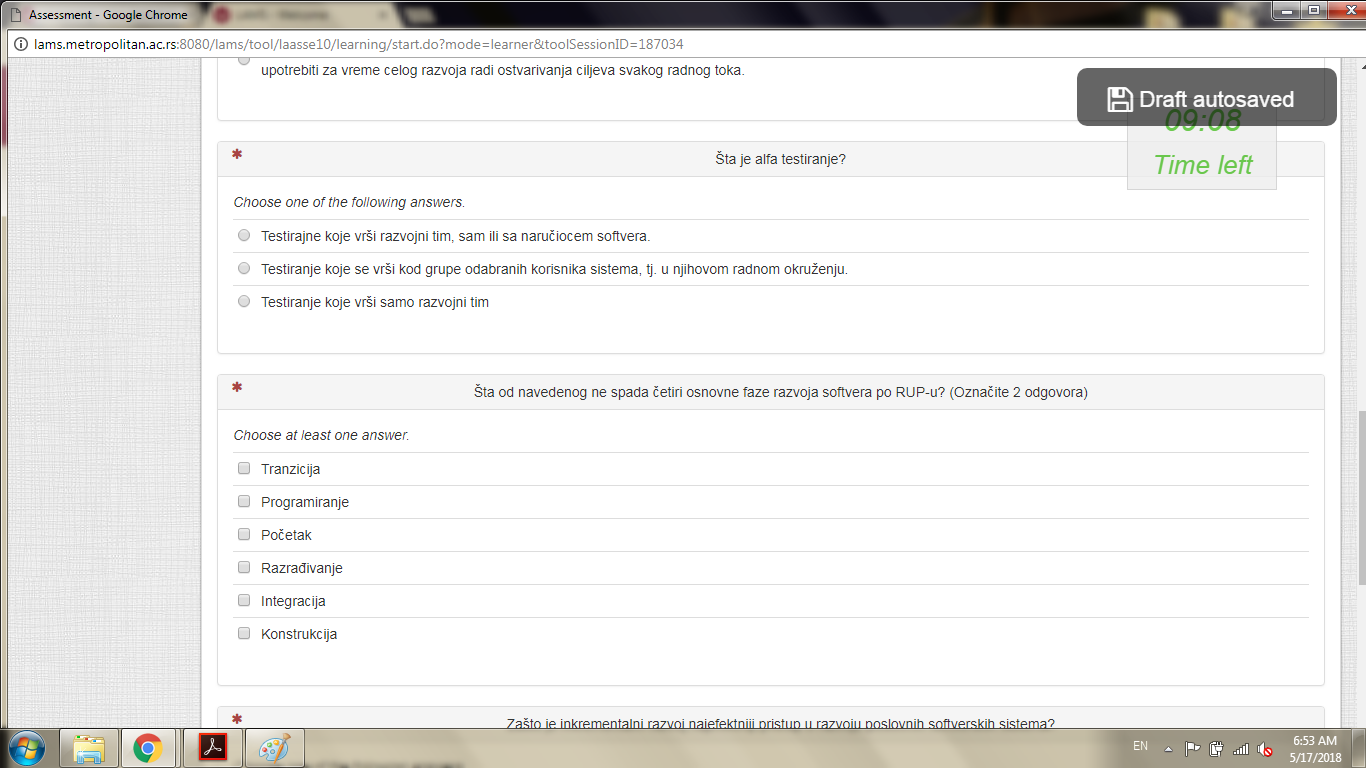 Assessment - Google Chrome
lams.metropolitan.ac.rs:8080/lams/tool/laasse10/learning/start.do?mode=learner&toolSessionID=187034
upotrebiti za vreme celog razvoja radi ostvarivanja ciljeva svakog radnog toka.
Draft autosaved
09:08
Time left
* Šta je alfa testiranje?
Choose one of the following answers.
Testirajne koje vrši razvojni tim, sam ili sa naručiocem softvera.
Testiranje koje se vrši kod grupe odabranih korisnika sistema, tj. u njihovom radnom okruženju.
Testiranje koje vrši samo razvojni tim
* Šta od navedenog ne spada četiri osnovne faze razvoja softvera po RUP-u? (Označite 2 odgovora)
Choose at least one answer.
Tranzicija
Programiranje
Početak
Razrađivanje
Integracija
Konstrukcija
* Zašto je inkrementalni razvoj najefektniji pristup u razvoju poslovnih softverskih sistema?
EN
6:53 AM
5/17/2018